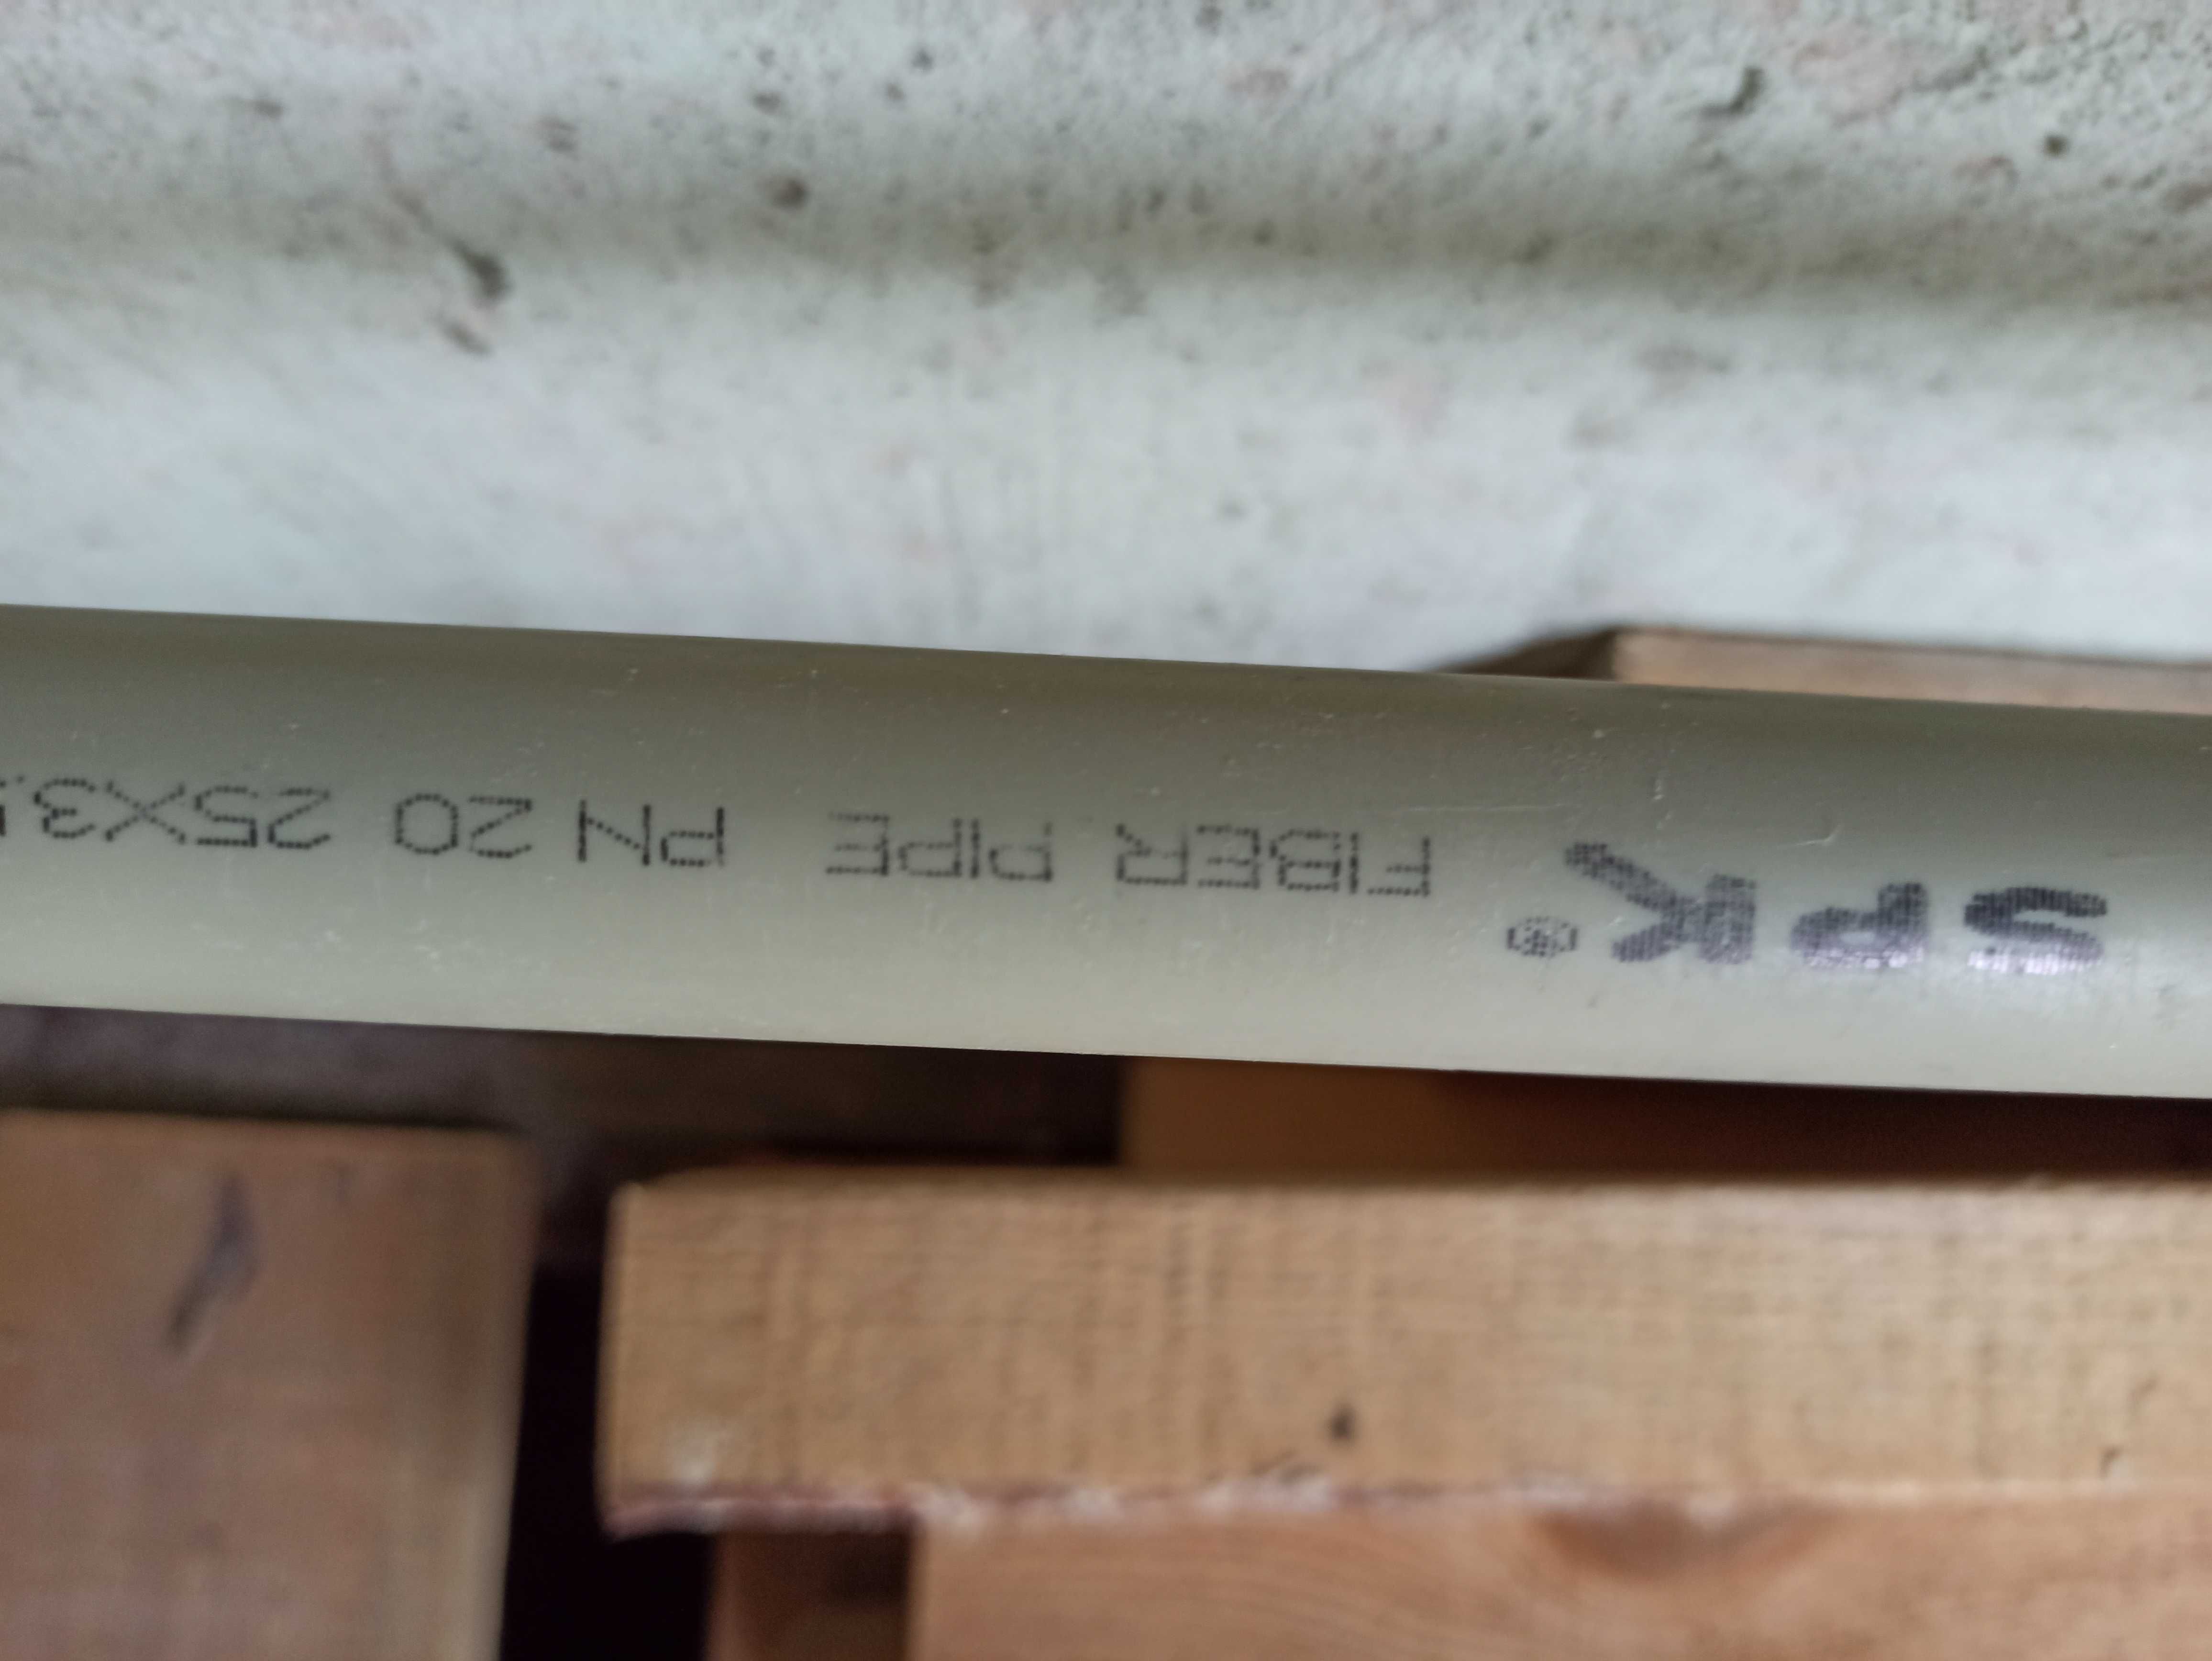 SPK® FIBER PIPE PN 20 25X3.